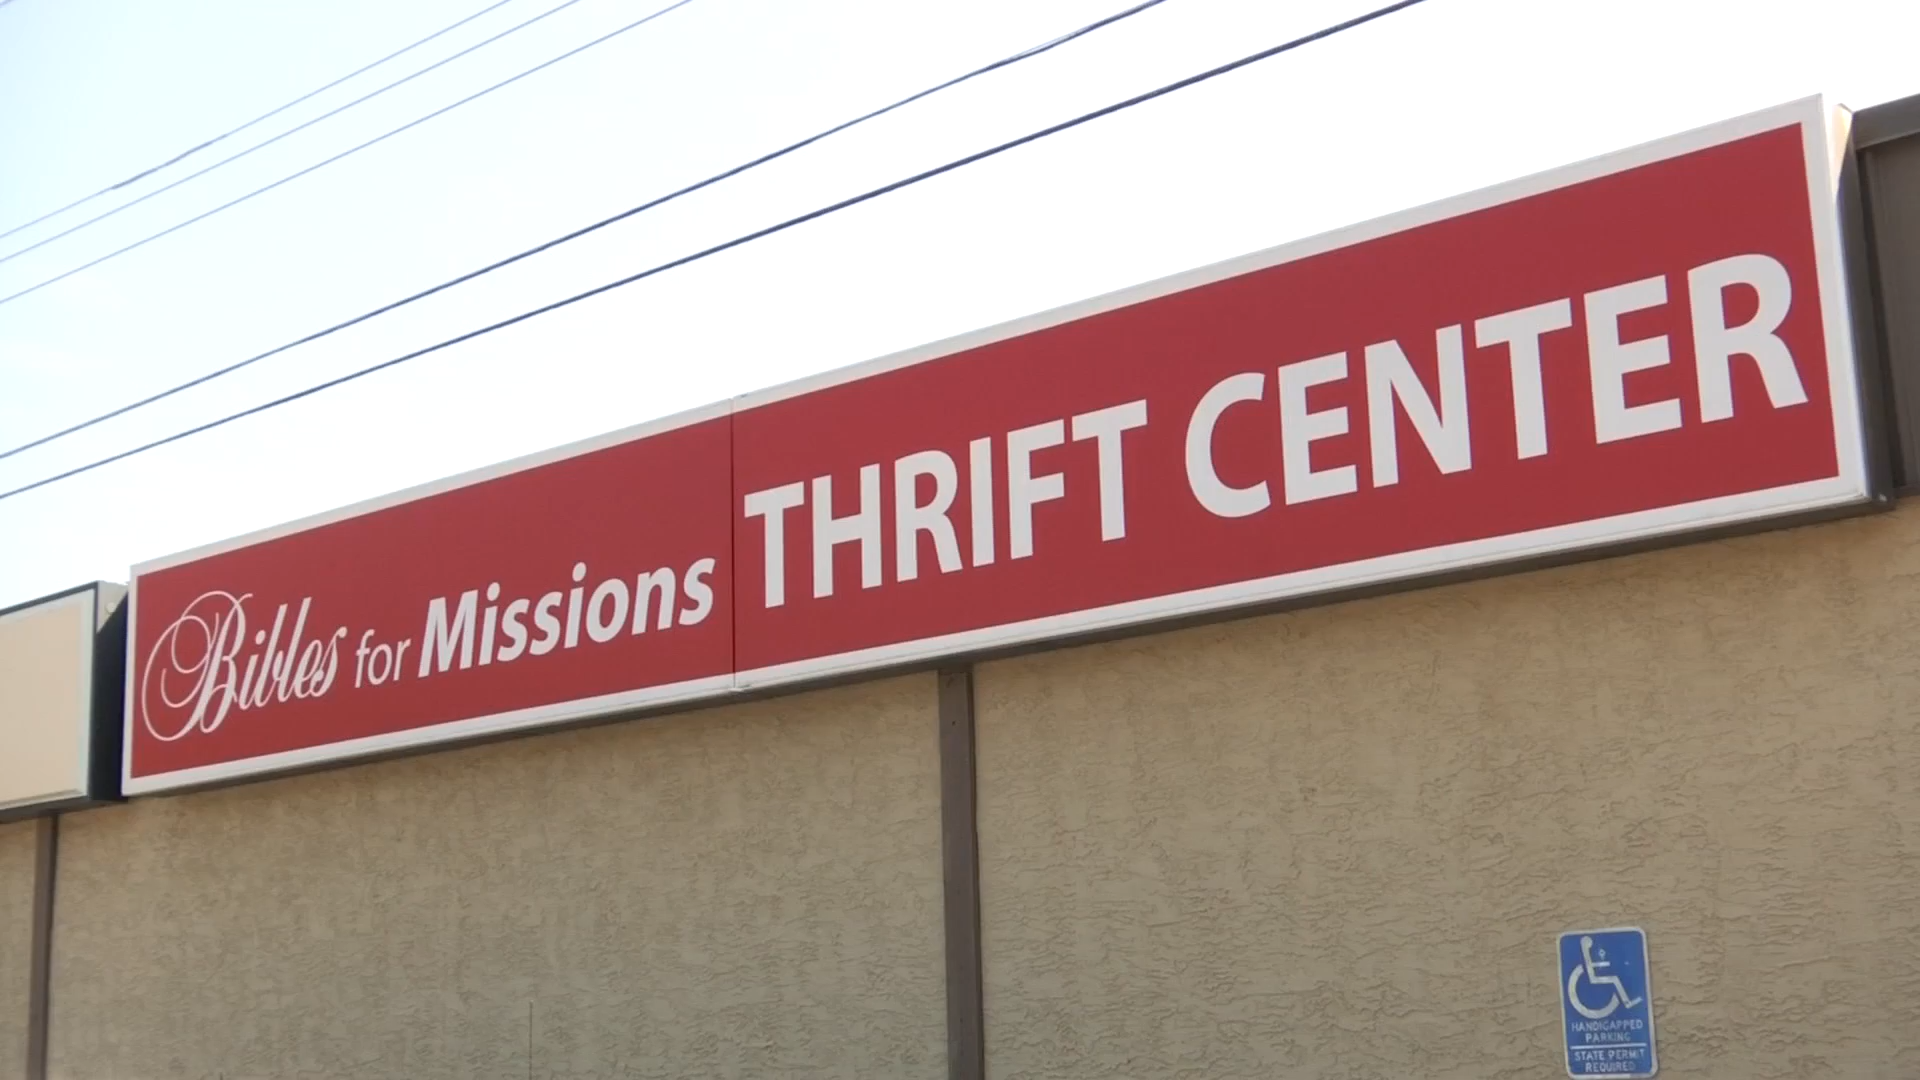 Bibles for Missions THRIFT CENTER
HANDICAPPED
PARKING
STATE PERMIT
REQUIRED